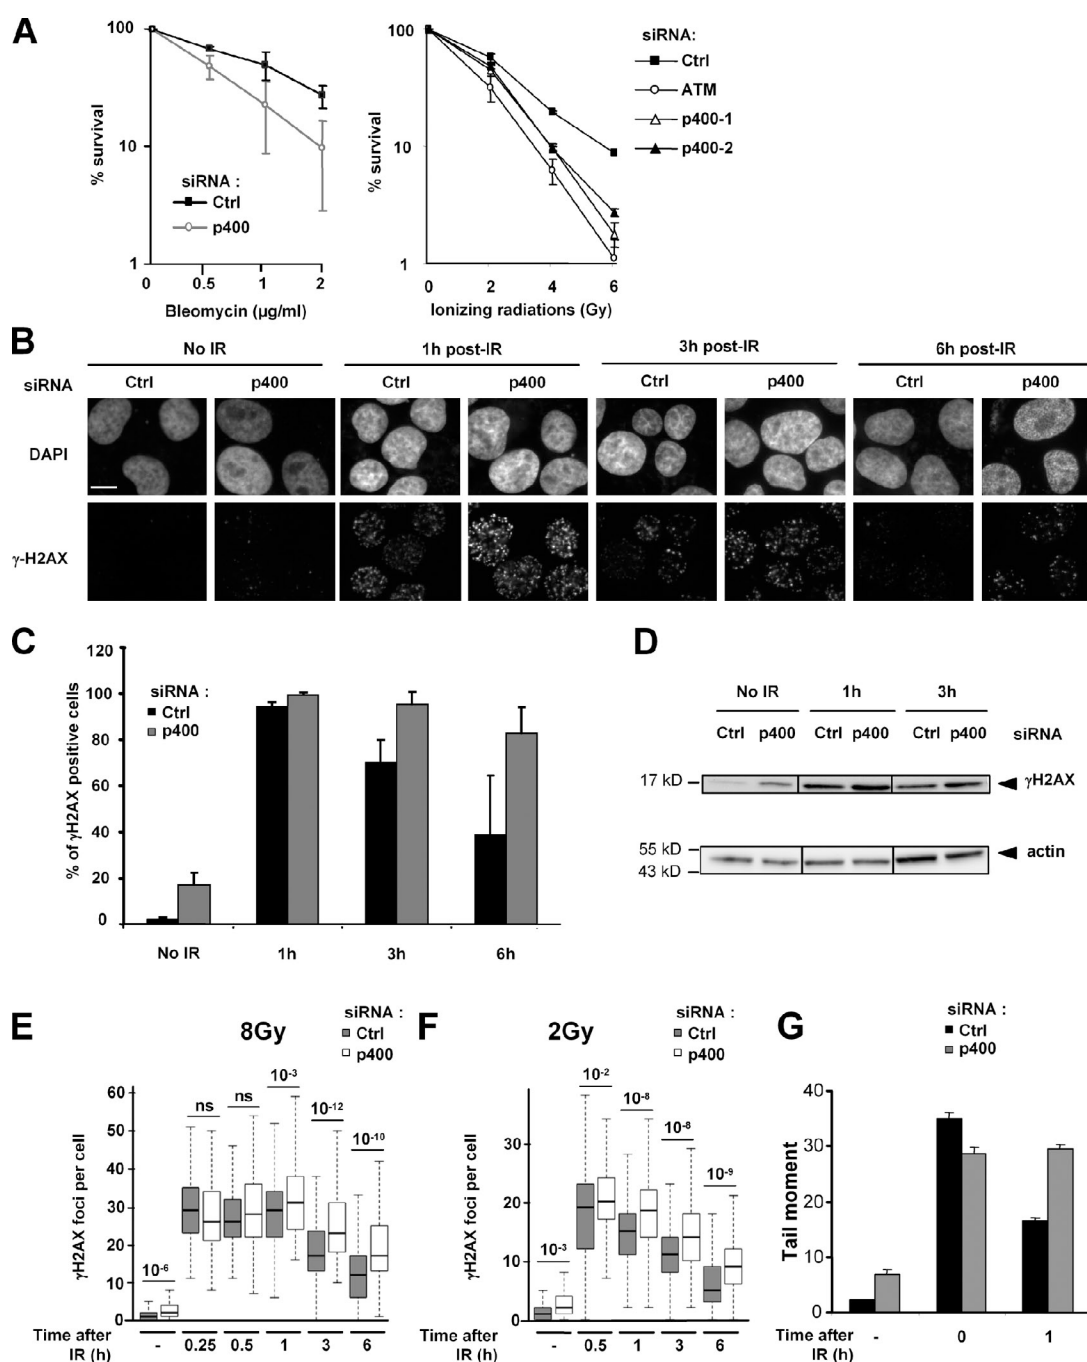 A
100
10
1
% survival
siRNA :
Ctrl
p400
0
0.5
1
2
Bleomycin (µg/ml)
100
10
1
% survival
0
2
4
6
Ionizing radiations (Gy)
siRNA:
Ctrl
ATM
p400-1
p400-2
B
No IR
1h post-IR
3h post-IR
6h post-IR
siRNA
Ctrl
p400
Ctrl
p400
Ctrl
p400
Ctrl
p400
DAPI
γ-H2AX
C
120
100
80
60
40
20
0
% of γH2AX positive cells
siRNA :
Ctrl
p400
No IR
1h
3h
6h
D
No IR
1h
3h
Ctrl p400 Ctrl p400 Ctrl p400 siRNA
17 kD
γH2AX
55 kD
43 kD
actin
E
8Gy
siRNA :
Ctrl
p400
60
50
40
30
20
10
0
γH2AX foci per cell
10-6
ns
ns
10-3
10-12
10-10
Time after IR (h)
- 0.25 0.5 1 3 6
F
2Gy
siRNA :
Ctrl
p400
30
20
10
0
γH2AX foci per cell
10-3
10-2
10-8
10-8
10-9
Time after IR (h)
- 0.5 1 3 6
G
siRNA :
Ctrl
p400
40
30
20
10
0
Tail moment
Time after IR (h)
- 0 1